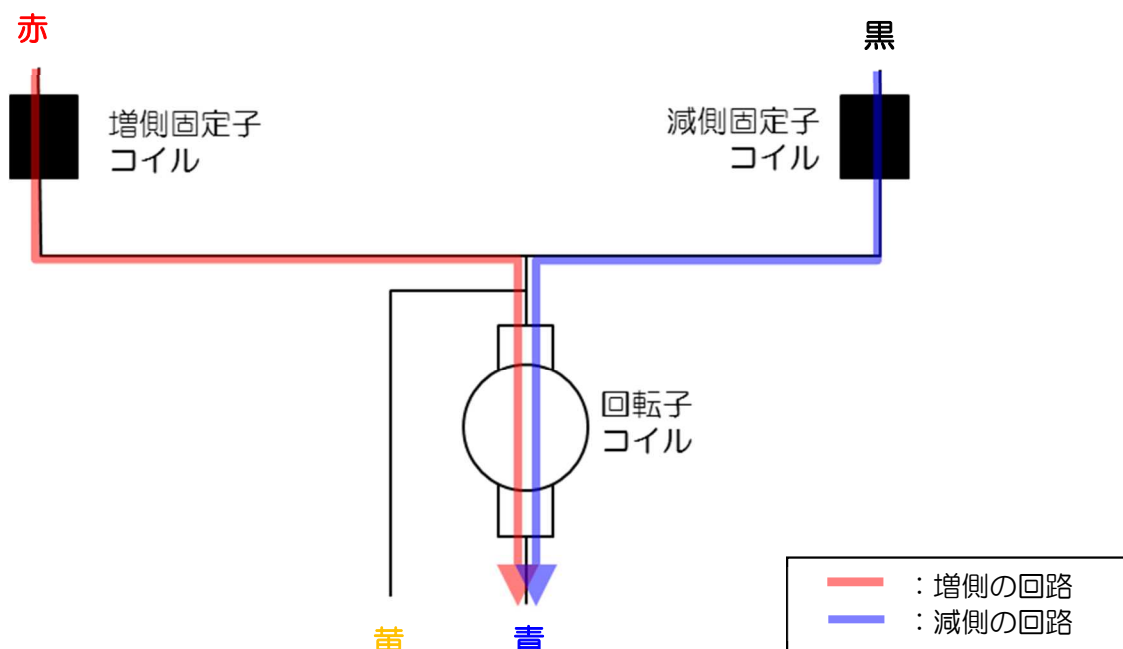 赤
黒
増側固定子
コイル
減側固定子
コイル
回転子
コイル
黄
青
：増側の回路
：減側の回路